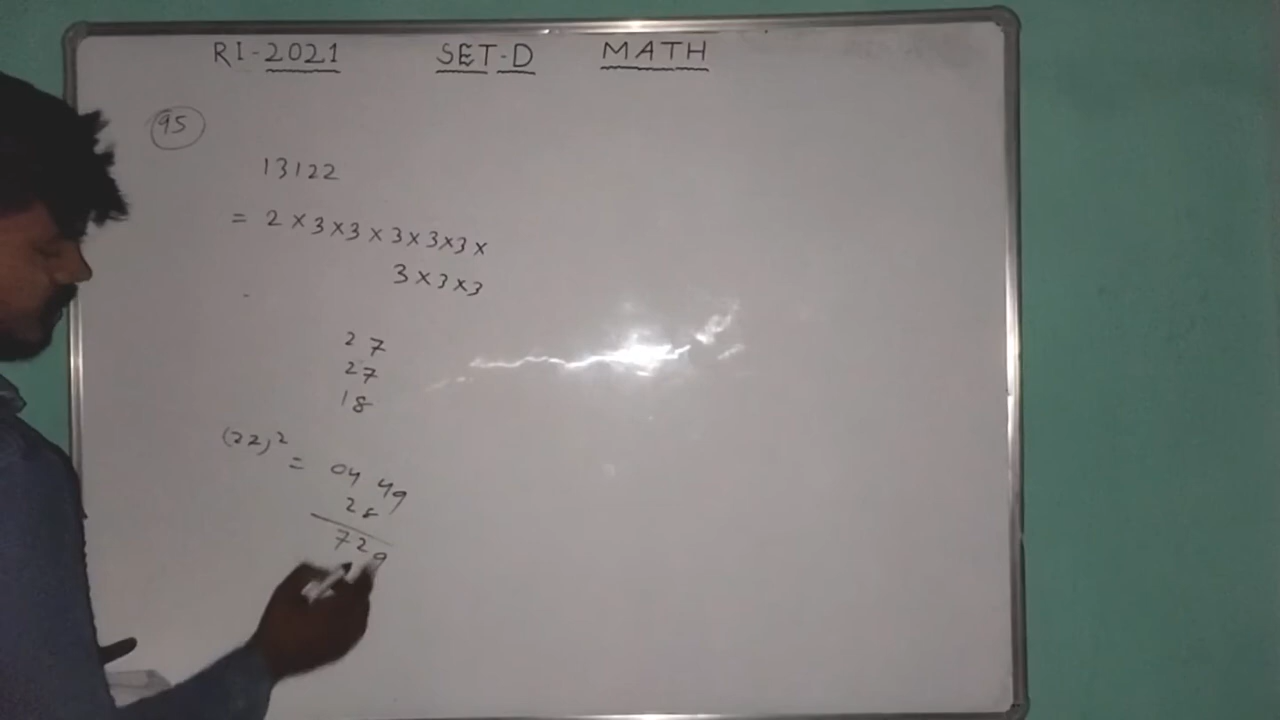 RI-2021 SET-D MATH
95
13122
= 2 × 3 × 3 × 3 × 3 × 3 ×
3 × 3 × 3
27
27
18
(27)² = 04 49
28
729